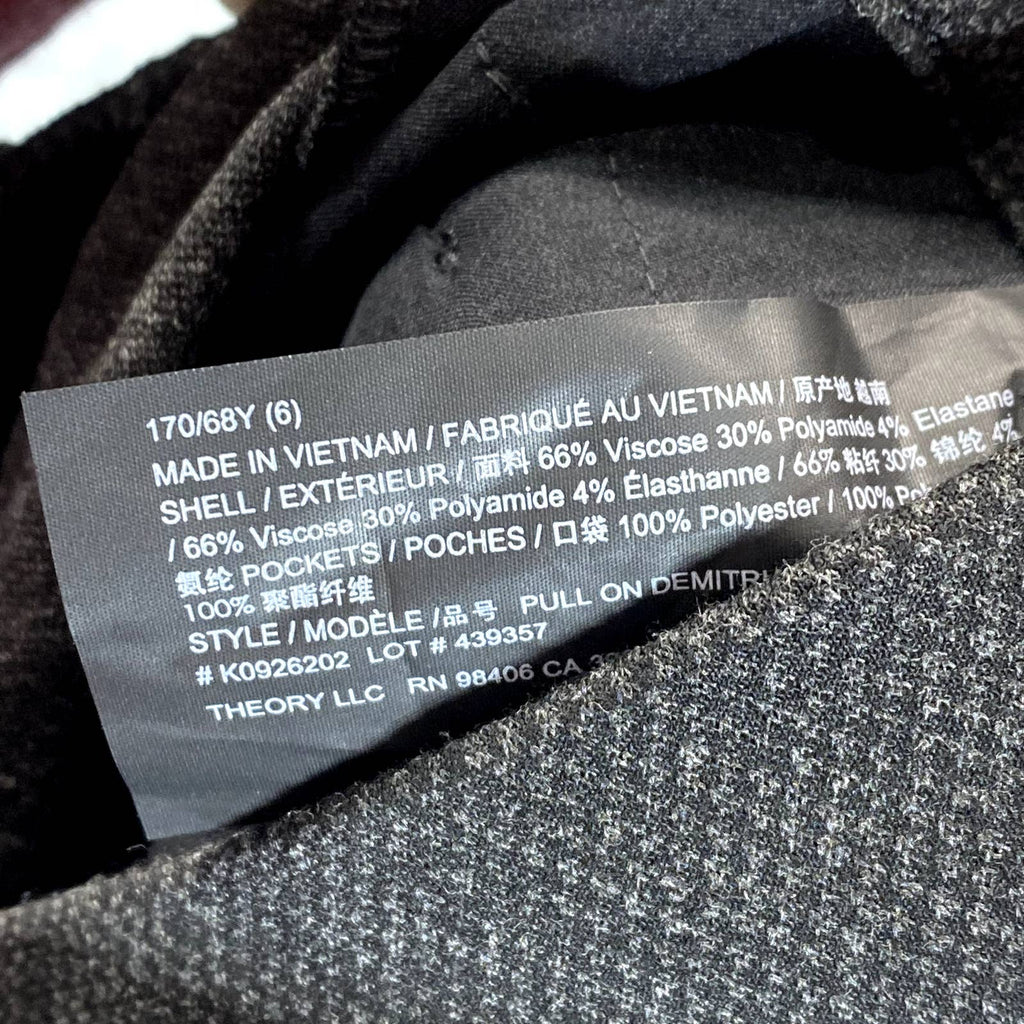 170/68Y (6)
MADE IN VIETNAM / FABRIQUÉ AU VIETNAM / 原产地 越南
SHELL / EXTÉRIEUR / 面料 66% Viscose 30% Polyamide 4% Elastane
/ 66% Viscose 30% Polyamide 4% Élasthanne / 66% 粘纤 30% 锦纶 4%
氨纶 POCKETS / POCHES / 口袋 100% Polyester / 100%
100% 聚酯纤维
STYLE / MODÈLE /品号 PULL ON
# K0926202 LOT # 439357
THEORY LLC RN 98406 CA